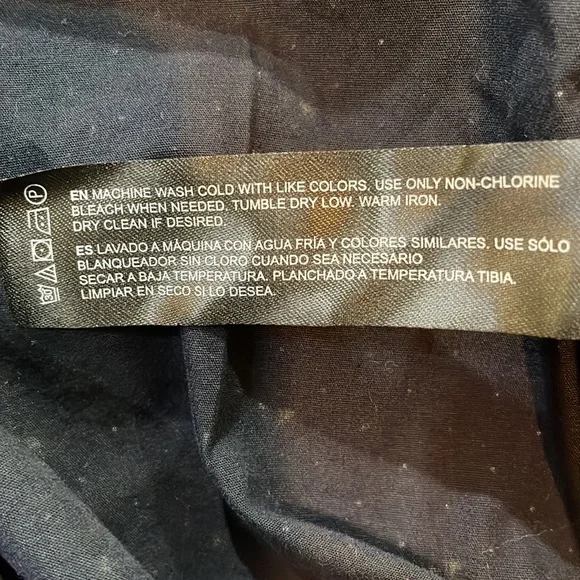 EN MACHINE WASH COLD WITH LIKE COLORS. USE ONLY NON-CHLORINE
BLEACH WHEN NEEDED. TUMBLE DRY LOW. WARM IRON.
DRY CLEAN IF DESIRED.
ES LAVADO A MÁQUINA CON AGUA FRÍA Y COLORES SIMILARES. USE SÓLO
BLANQUEADOR SIN CLORO CUANDO SEA NECESARIO
SECAR A BAJA TEMPERATURA. PLANCHADO A TEMPERATURA TIBIA.
LIMPIAR EN SECO SI LO DESEA.
P
30